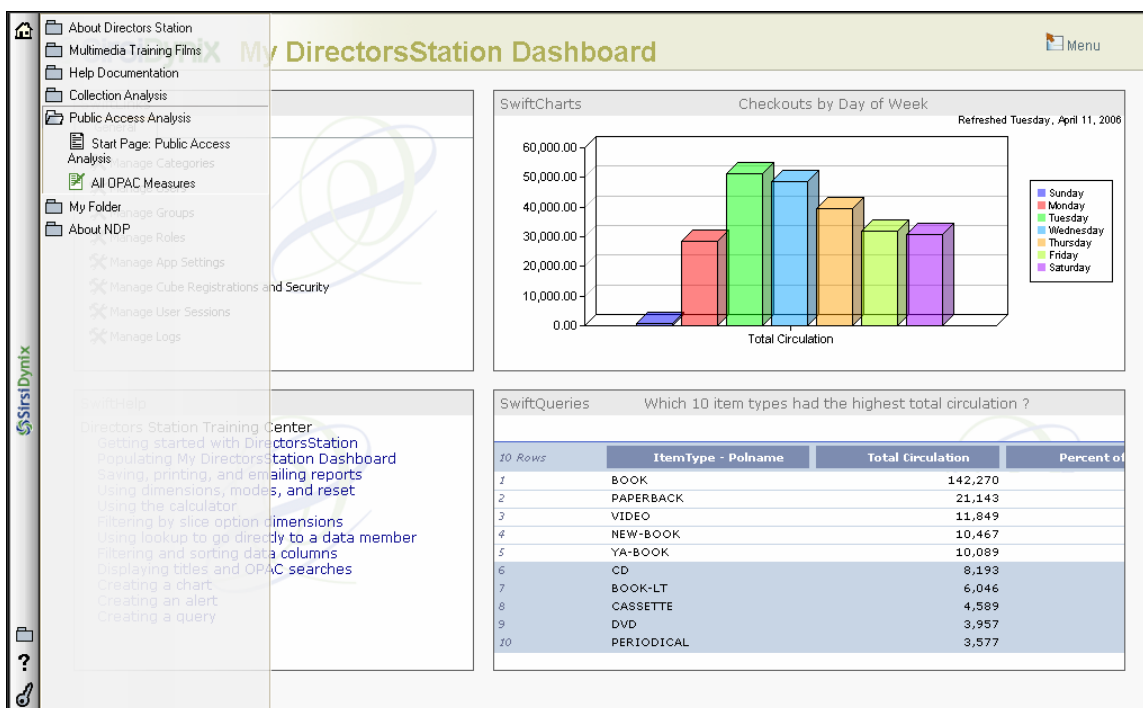 About Directors Station
Multimedia Training Films
Help Documentation
Collection Analysis
Public Access Analysis
Start Page: Public Access
Analysis
All OPAC Measures
My Folder
About NDP
SirsiDynix
SirsiDynix My DirectorsStation Dashboard
Menu
General
Manage Categories
Manage Groups
Manage Roles
Manage App Settings
Manage Cube Registrations and Security
Manage User Sessions
Manage Logs
SwiftCharts Checkouts by Day of Week
Refreshed Tuesday, April 11, 2006
60,000.00
50,000.00
40,000.00
30,000.00
20,000.00
10,000.00
0.00
Total Circulation
Sunday
Monday
Tuesday
Wednesday
Thursday
Friday
Saturday
SwiftHelp
Directors Station Training Center
Getting started with DirectorsStation
Populating My DirectorsStation Dashboard
Saving, printing, and emailing reports
Using dimensions, modes, and reset
Using the calculator
Filtering by slice option dimensions
Using lookup to go directly to a data member
Filtering and sorting data columns
Displaying titles and OPAC searches
Creating a chart
Creating an alert
Creating a query
SwiftQueries Which 10 item types had the highest total circulation ?
10 Rows ItemType - Polname Total Circulation Percent of
1 BOOK 142,270
2 PAPERBACK 21,143
3 VIDEO 11,849
4 NEW-BOOK 10,467
5 YA-BOOK 10,089
6 CD 8,193
7 BOOK-LT 6,046
8 CASSETTE 4,589
9 DVD 3,957
10 PERIODICAL 3,577
?